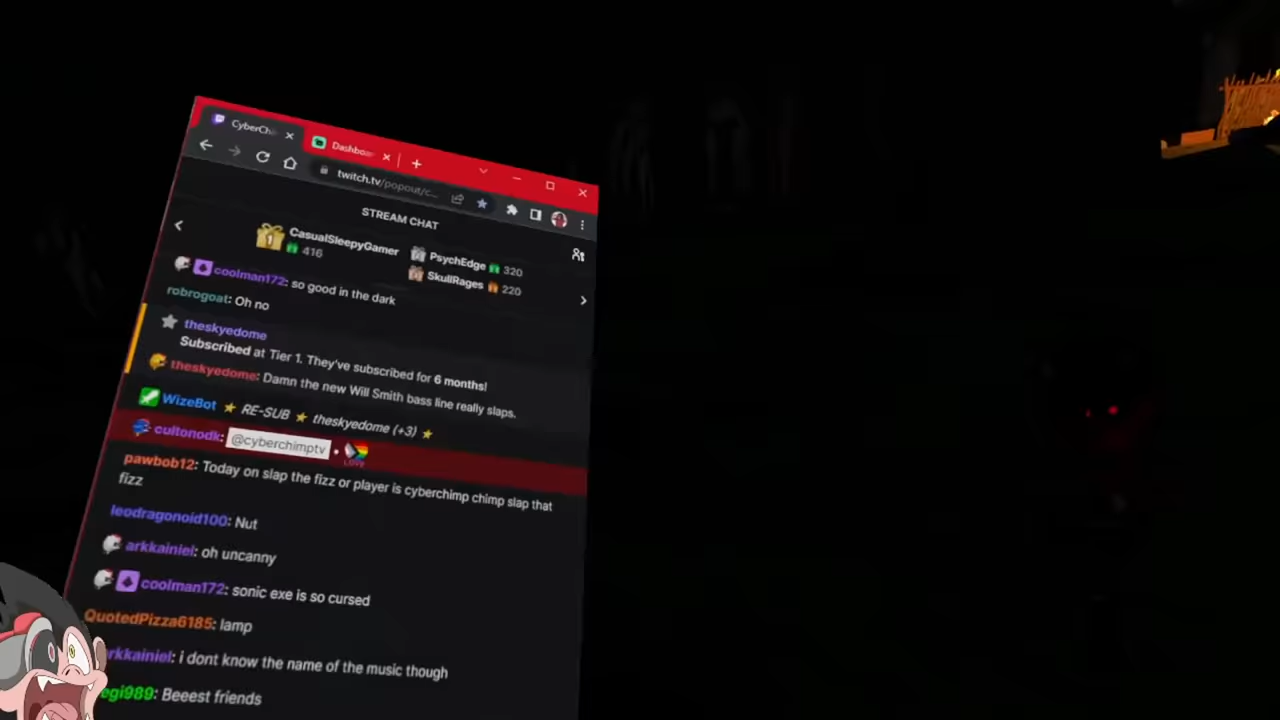 CyberCh
Dashboa
twitch.tv/popout/c...
STREAM CHAT
1 CasualSleepyGamer 416
PsychEdge 320
SkullRages 220
coolman172: so good in the dark
robrogoat: Oh no
theskyedome
Subscribed at Tier 1. They've subscribed for 6 months!
theskyedome: Damn the new Will Smith bass line really slaps.
WizeBot ★ RE-SUB ★ theskyedome (+3) ★
cultonodk: @cyberchimptv • LOVE
pawbob12: Today on slap the fizz or player is cyberchimp chimp slap that
fizz
leodragonoid100: Nut
arkkainiel: oh uncanny
coolman172: sonic exe is so cursed
QuotedPizza6185: lamp
rkkainiel: i dont know the name of the music though
egi989: Beeest friends